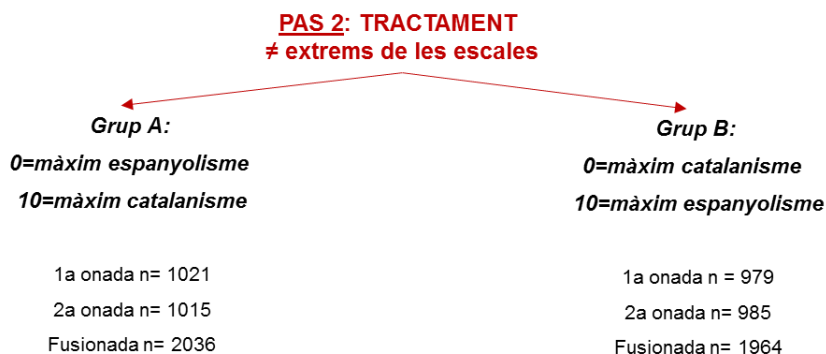 PAS 2: TRACTAMENT
≠ extrems de les escales
Grup A:
0=màxim espanyolisme
10=màxim catalanisme
1a onada n= 1021
2a onada n= 1015
Fusionada n= 2036
Grup B:
0=màxim catalanisme
10=màxim espanyolisme
1a onada n = 979
2a onada n= 985
Fusionada n= 1964